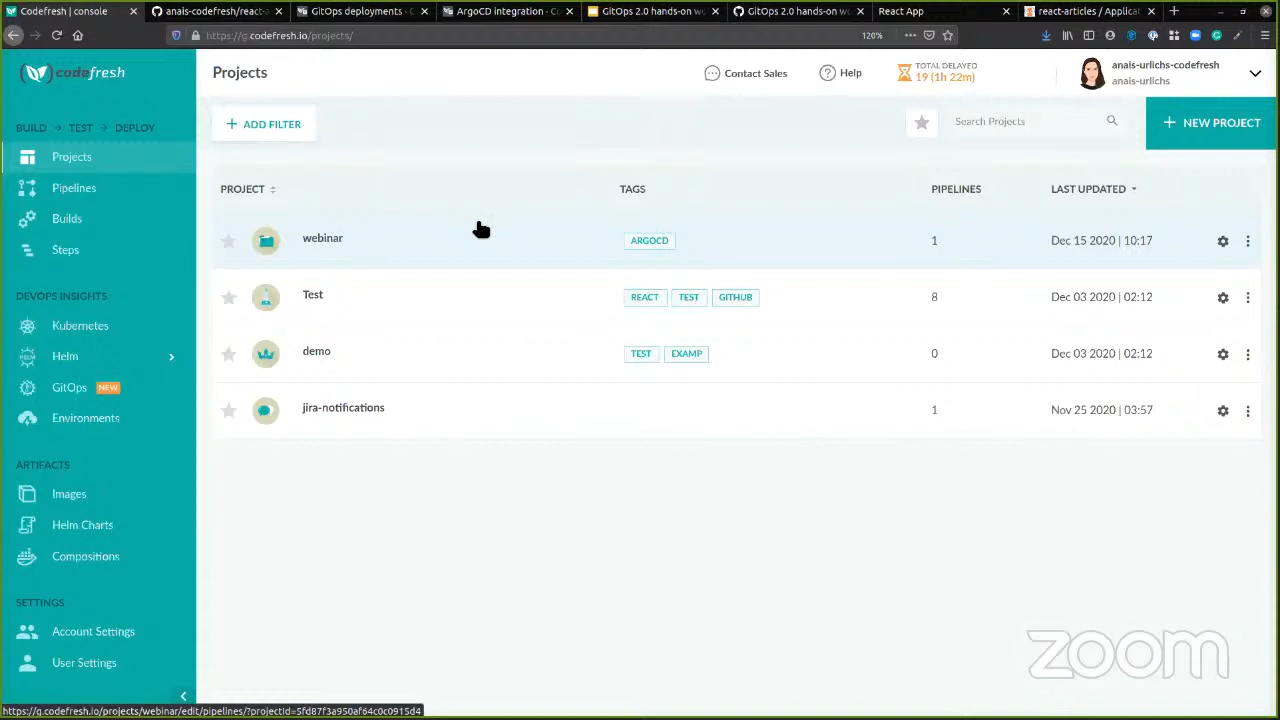 Codefresh | console
anais-codefresh/react-a
GitOps deployments - C
ArgoCD integration - Co
GitOps 2.0 hands-on wo
GitOps 2.0 hands-on wo
React App
react-articles / Applicat
https://g.codefresh.io/projects/
120%
codefresh
Projects
Contact Sales
Help
TOTAL DELAYED
19 (1h 22m)
anais-urlichs-codefresh
anais-urlichs
BUILD TEST DEPLOY
Projects
Pipelines
Builds
Steps
DEVOPS INSIGHTS
Kubernetes
Helm
GitOps NEW
Environments
ARTIFACTS
Images
Helm Charts
Compositions
SETTINGS
Account Settings
User Settings
+ ADD FILTER
Search Projects
+ NEW PROJECT
PROJECT TAGS PIPELINES LAST UPDATED
webinar ARGOCD 1 Dec 15 2020 | 10:17
Test REACT TEST GITHUB 8 Dec 03 2020 | 02:12
demo TEST EXAMP 0 Dec 03 2020 | 02:12
jira-notifications 1 Nov 25 2020 | 03:57
zoom
https://g.codefresh.io/projects/webinar/edit/pipelines/?projectId=5fd87f3a950af64c0c0915d4